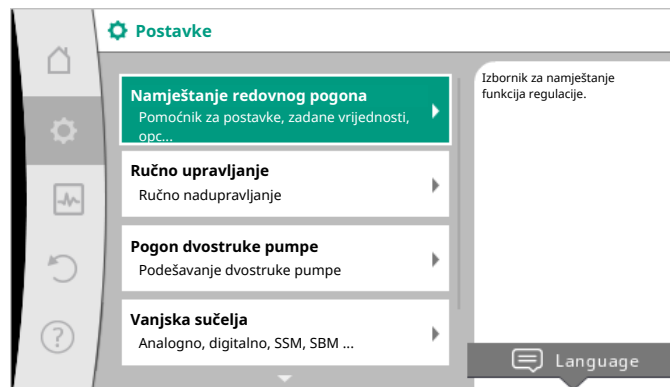 Postavke
Namještanje redovnog pogona
Pomoćnik za postavke, zadane vrijednosti,
opc...
Ručno upravljanje
Ručno nadupravljanje
Pogon dvostruke pumpe
Podešavanje dvostruke pumpe
Vanjska sučelja
Analogno, digitalno, SSM, SBM ...
Izbornik za namještanje
funkcija regulacije.
Language